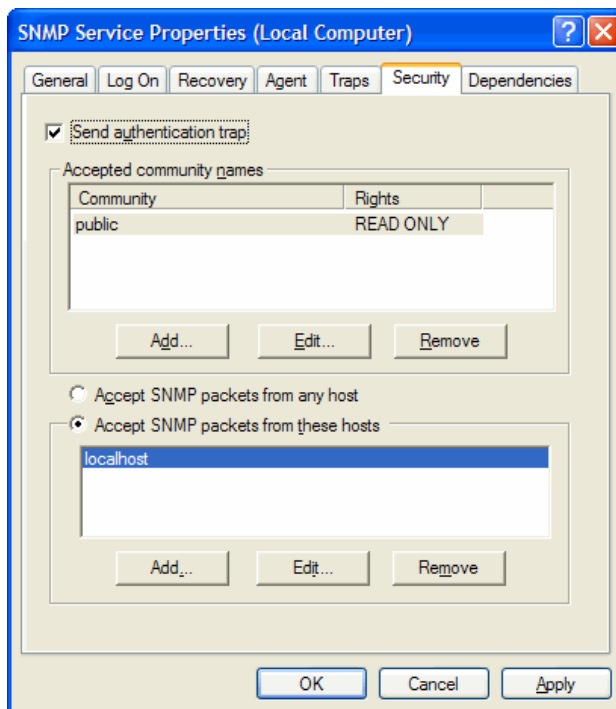 SNMP Service Properties (Local Computer)
General Log On Recovery Agent Traps Security Dependencies
Send authentication trap
Accepted community names
Community Rights
public READ ONLY
Add... Edit... Remove
Accept SNMP packets from any host
Accept SNMP packets from these hosts
localhost
Add... Edit... Remove
OK Cancel Apply